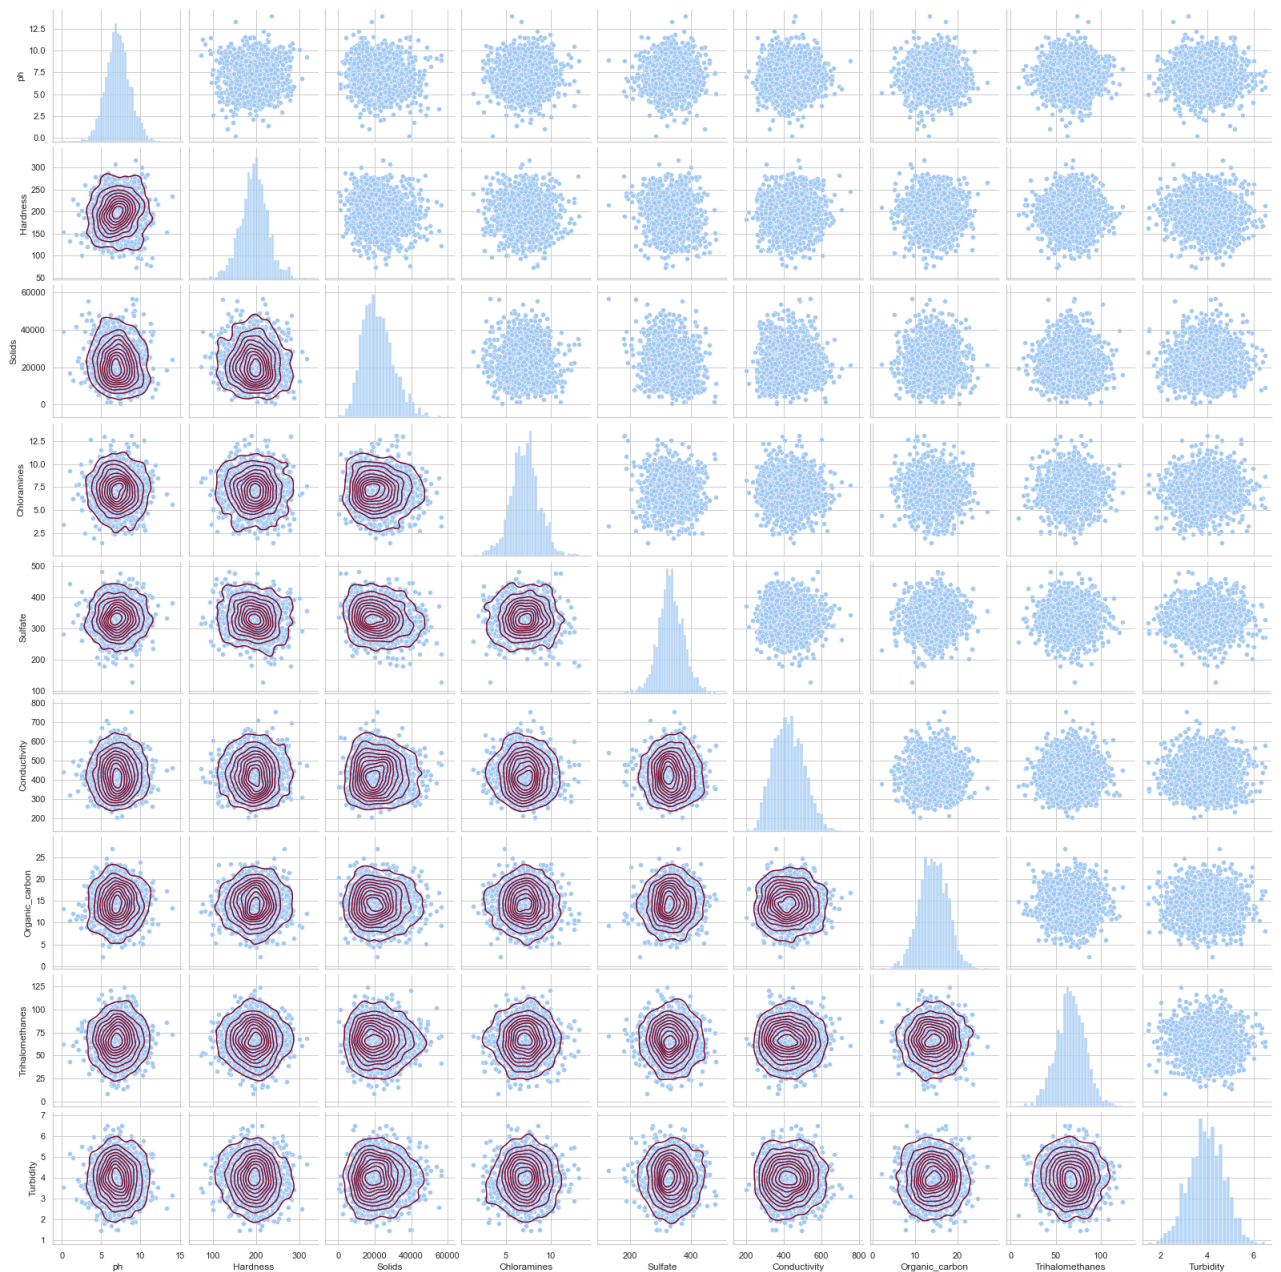 12.5
10.0
7.5
5.0
2.5
0.0
ph
300
250
200
150
100
50
Hardness
60000
40000
20000
0
Solids
12.5
10.0
7.5
5.0
2.5
Chloramines
500
400
300
200
100
Sulfate
800
700
600
500
400
300
200
Conductivity
25
20
15
10
5
0
Organic_carbon
125
100
75
50
25
0
Trihalomethanes
7
6
5
4
3
2
1
Turbidity
0 5 10 15
ph
100 200 300
Hardness
0 20000 40000 60000
Solids
5 10
Chloramines
200 400
Sulfate
200 400 600 800
Conductivity
0 10 20
Organic_carbon
0 50 100
Trihalomethanes
2 4 6
Turbidity